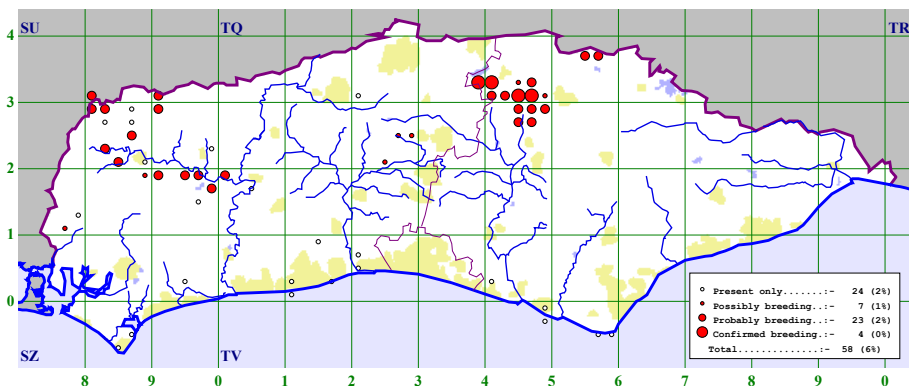 SU TQ TR
4
3
2
1
0
Present only.......:- 24 (2%)
Possibly breeding..:- 7 (1%)
Probably breeding..:- 23 (2%)
Confirmed breeding.:- 4 (0%)
Total..............:- 58 (6%)
SZ TV
8 9 0 1 2 3 4 5 6 7 8 9 0